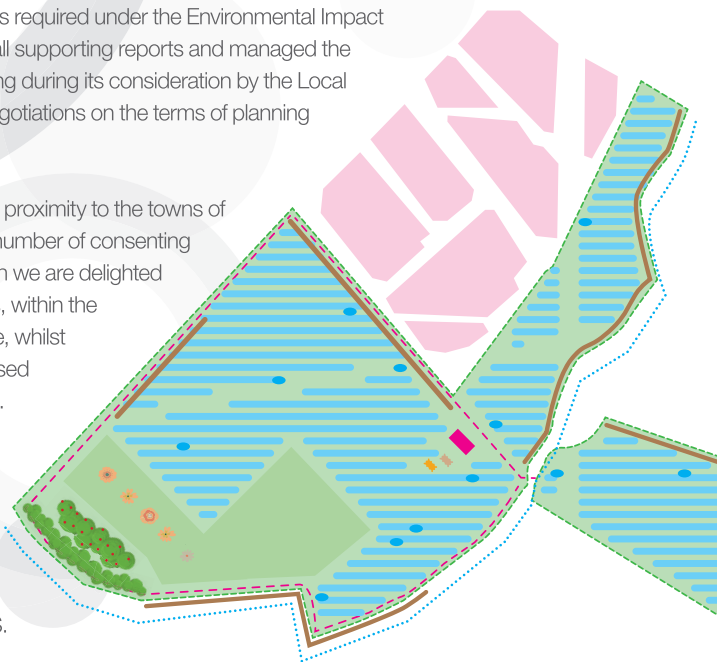 s required under the Environmental Impact
all supporting reports and managed the
ng during its consideration by the Local
gotiations on the terms of planning
proximity to the towns of
number of consenting
n we are delighted
, within the
e, whilst
sed
.
s.